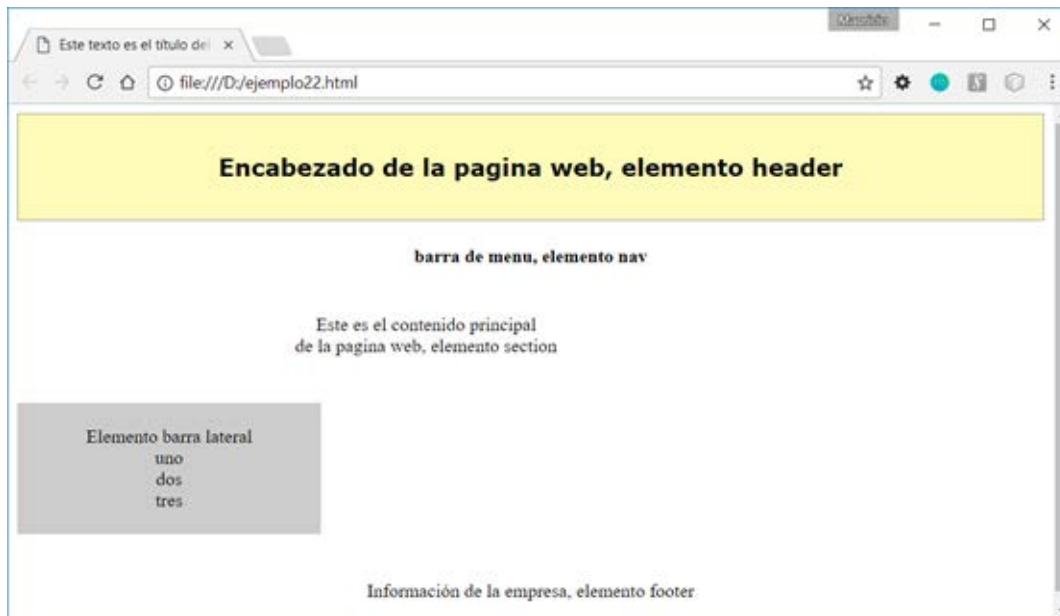 Este texto es el título del
file:///D:/ejemplo22.html
Encabezado de la pagina web, elemento header
barra de menu, elemento nav
Este es el contenido principal
de la pagina web, elemento section
Elemento barra lateral
uno
dos
tres
Información de la empresa, elemento footer